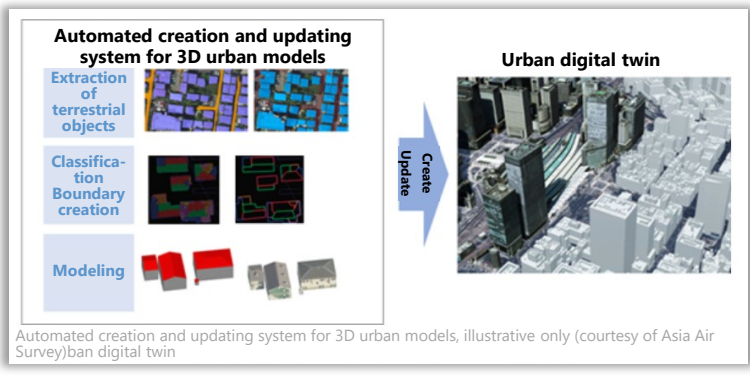 Automated creation and updating
system for 3D urban models
Extraction
of
terrestrial
objects
Classifica-
tion
Boundary
creation
Modeling
Create
Update
Urban digital twin
Automated creation and updating system for 3D urban models, illustrative only (courtesy of Asia Air
Survey)ban digital twin